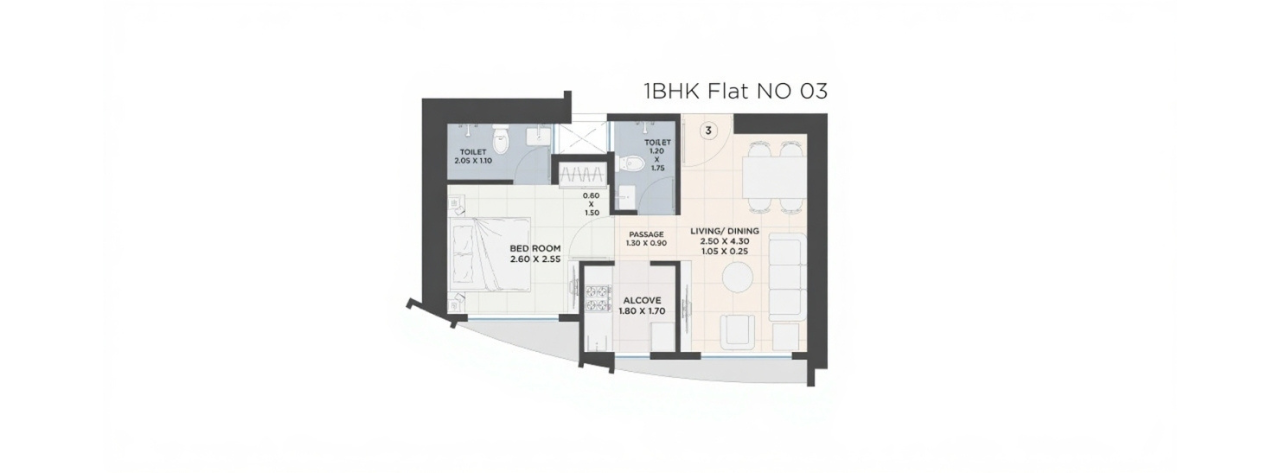 1BHK Flat NO 03
3
TOILET
2.05 X 1.10
TOILET
1.20
X
1.75
0.60
X
1.50
BED ROOM
2.60 X 2.55
PASSAGE
1.30 X 0.90
LIVING/ DINING
2.50 X 4.30
1.05 X 0.25
ALCOVE
1.80 X 1.70